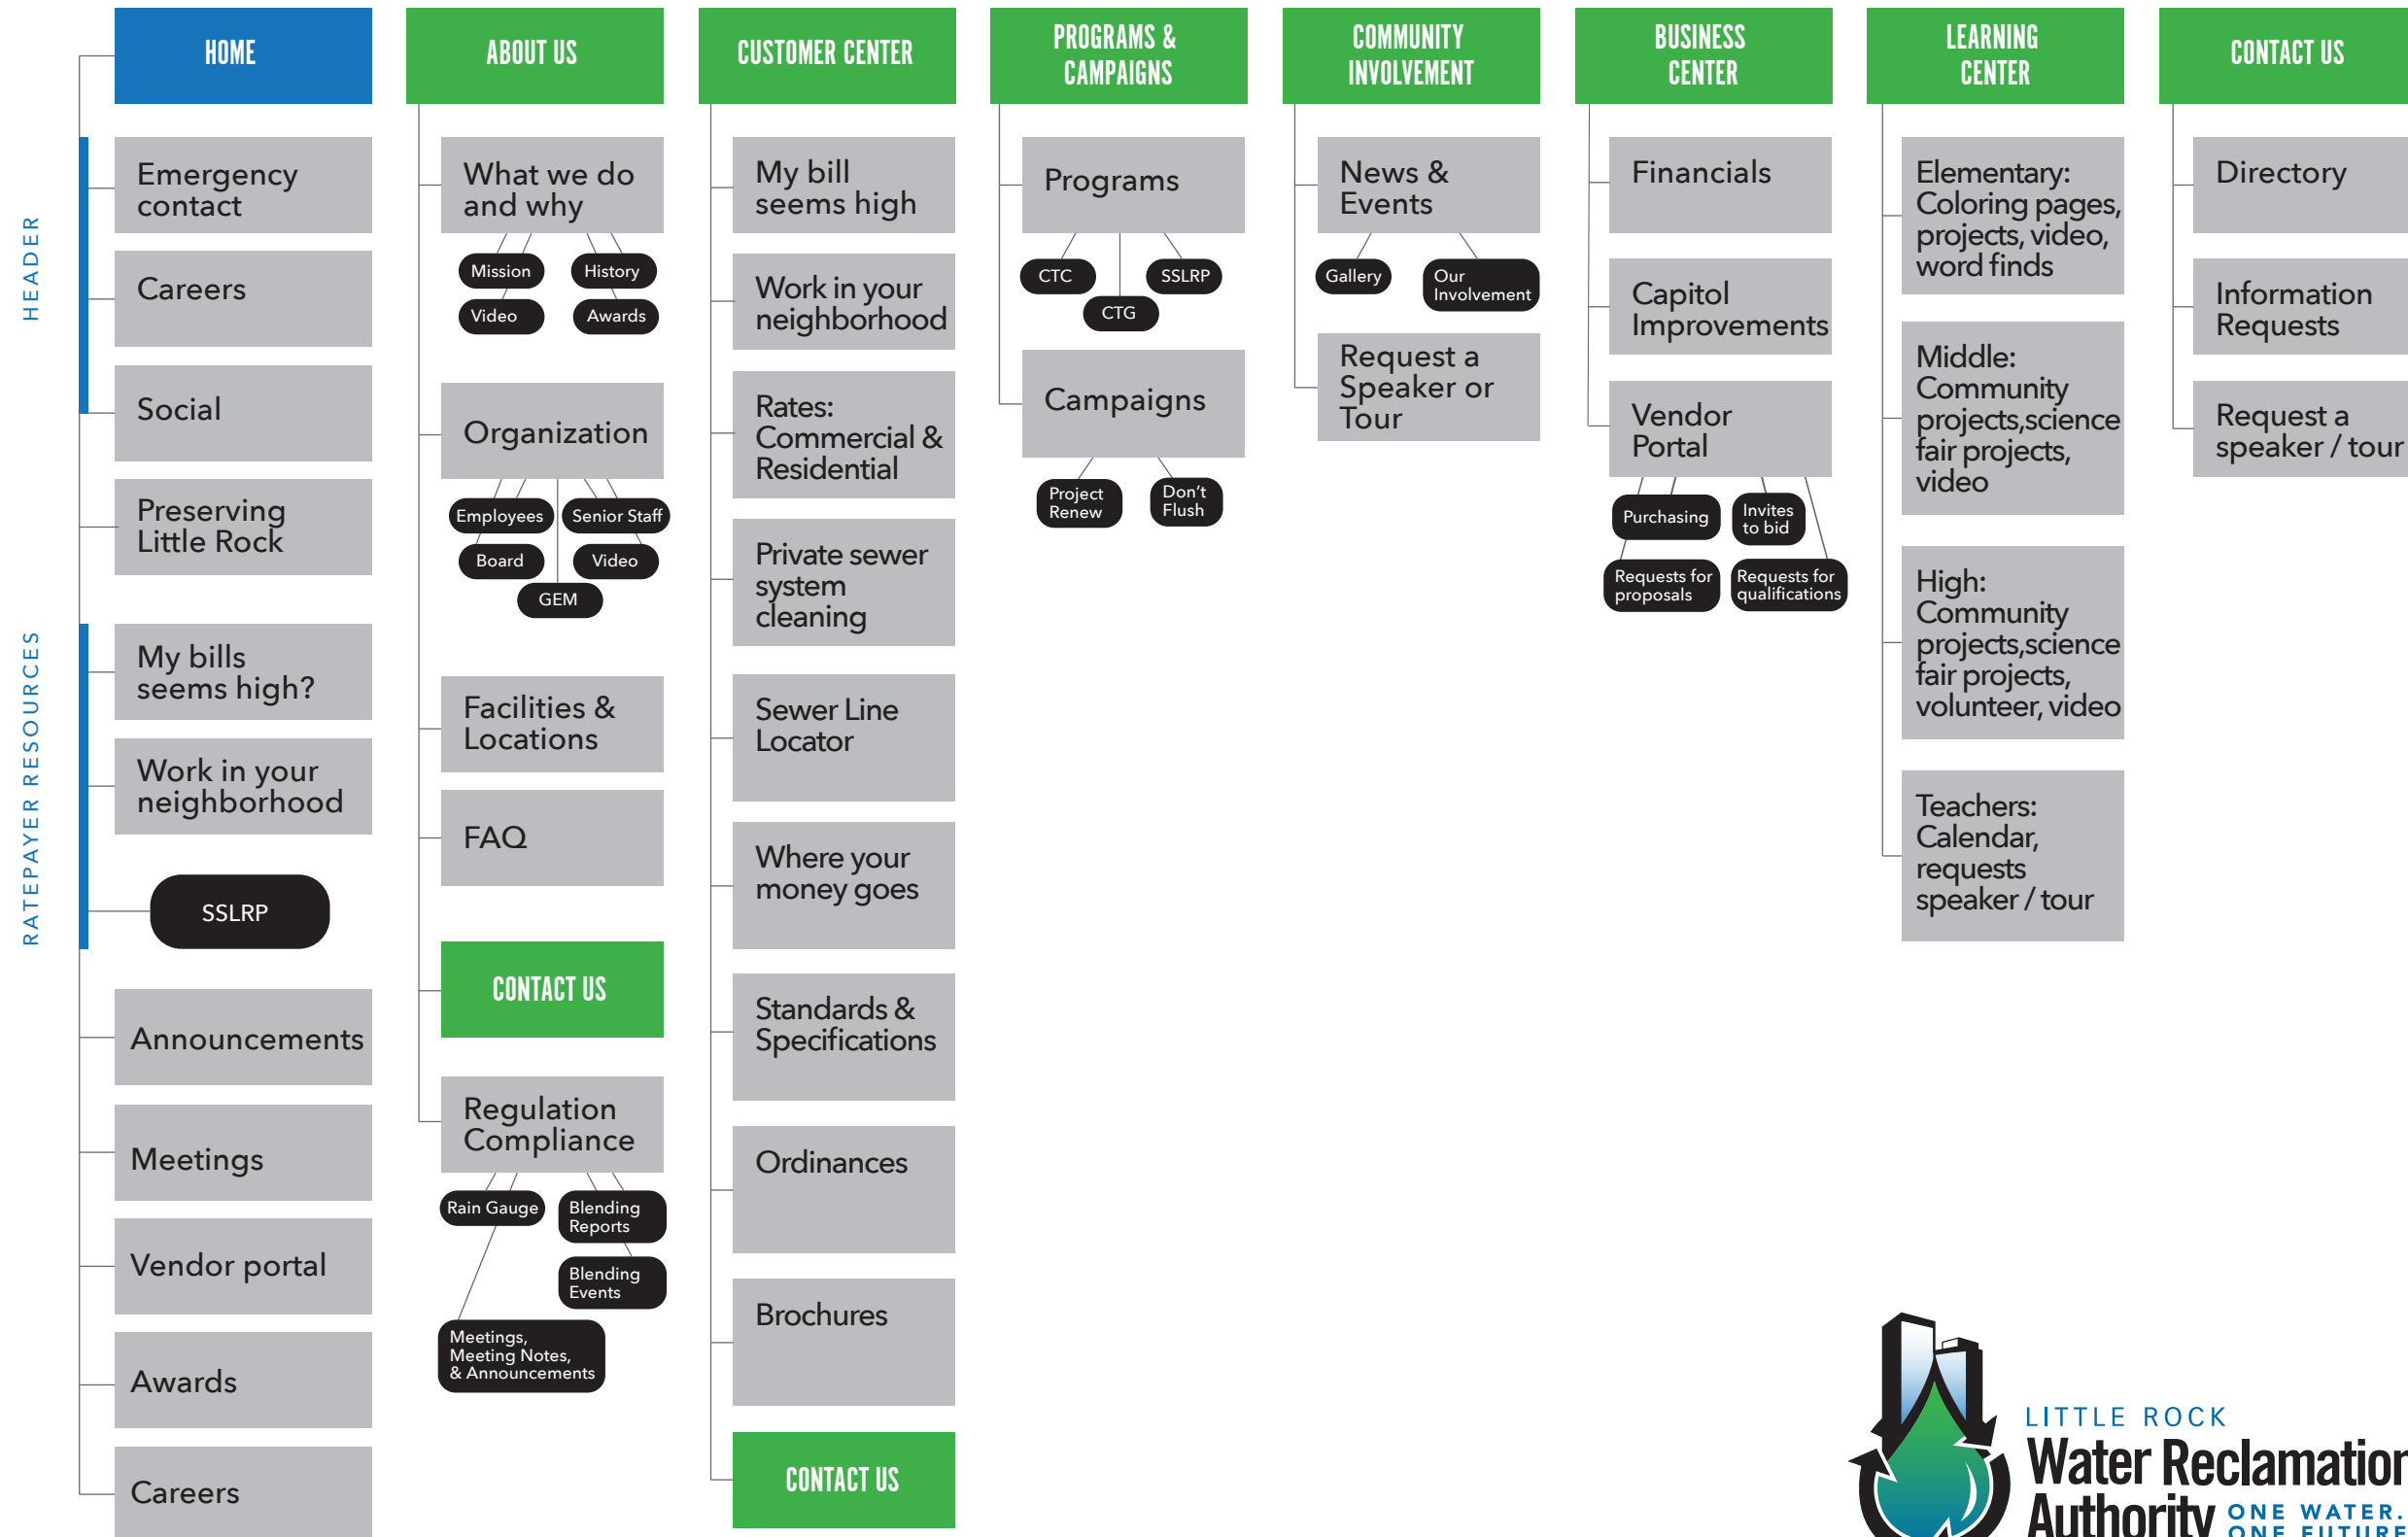 HOME
HEADER
Emergency
contact
Careers
Social
Preserving
Little Rock
RATEPAYER RESOURCES
My bills
seems high?
Work in your
neighborhood
SSLRP
Announcements
Meetings
Vendor portal
Awards
Careers
ABOUT US
What we do
and why
Mission
History
Video
Awards
Organization
Employees
Senior Staff
Board
Video
GEM
Facilities &
Locations
FAQ
CONTACT US
Regulation
Compliance
Rain Gauge
Blending
Reports
Blending
Events
Meetings,
Meeting Notes,
& Announcements
CUSTOMER CENTER
My bill
seems high
Work in your
neighborhood
Rates:
Commercial &
Residential
Private sewer
system
cleaning
Sewer Line
Locator
Where your
money goes
Standards &
Specifications
Ordinances
Brochures
CONTACT US
PROGRAMS &
CAMPAIGNS
Programs
CTC
SSLRP
CTG
Campaigns
Project
Renew
Don't
Flush
COMMUNITY
INVOLVEMENT
News &
Events
Gallery
Our
Involvement
Request a
Speaker or
Tour
BUSINESS
CENTER
Financials
Capitol
Improvements
Vendor
Portal
Purchasing
Invites
to bid
Requests for
proposals
Requests for
qualifications
LEARNING
CENTER
Elementary:
Coloring pages,
projects, video,
word finds
Middle:
Community
projects,science
fair projects,
video
High:
Community
projects,science
fair projects,
volunteer, video
Teachers:
Calendar,
requests
speaker / tour
CONTACT US
Directory
Information
Requests
Request a
speaker / tour
LITTLE ROCK
Water Reclamation
Authority
ONE WATER.
ONE FUTURE